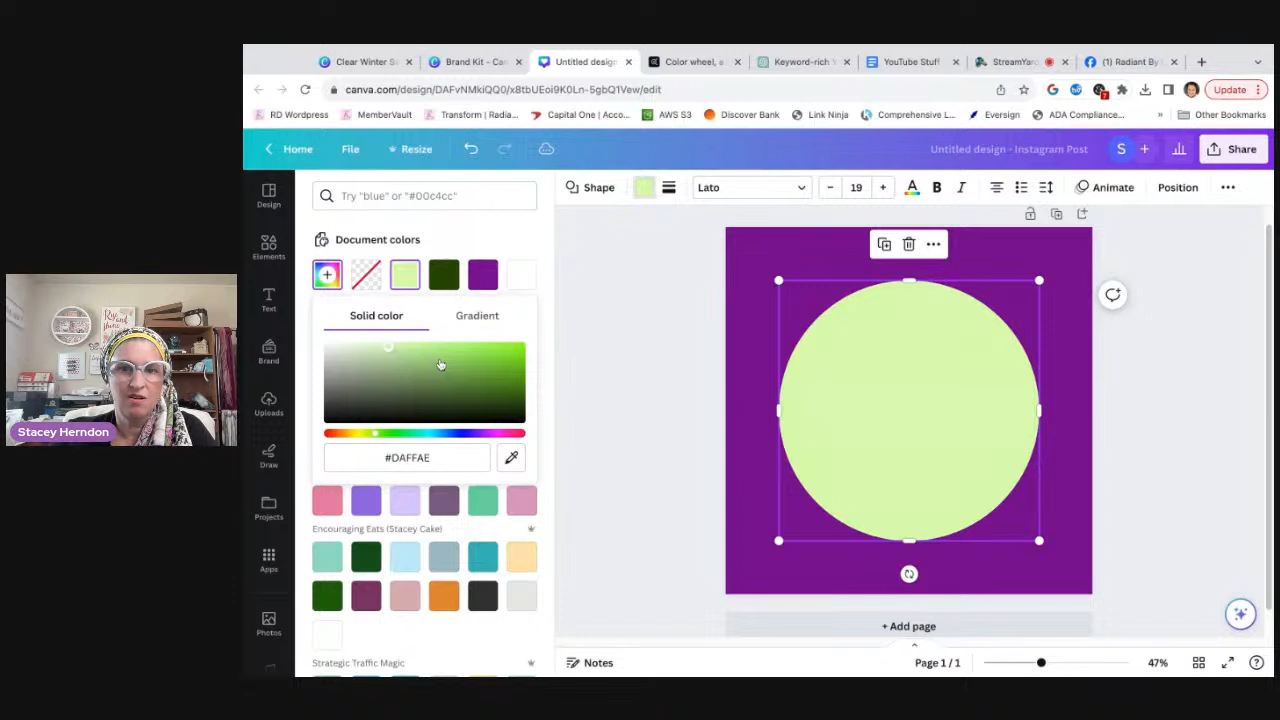 Clear Winter S
Brand Kit - Can
Untitled design
Color wheel, a
Keyword-rich
YouTube Stuff
StreamYar
(1) Radiant By
canva.com/design/DAFvNMkiQQ0/x8tbUEoi9K0Ln-5gbQ1Vew/edit
Update
RD Wordpress
MemberVault
Transform | Radia...
Capital One | Acco...
AWS S3
Discover Bank
Link Ninja
Comprehensive L...
Eversign
ADA Compliance...
»
Other Bookmarks
Home
File
Resize
Untitled design - Instagram Post
S
+
Share
Try "blue" or "#00c4cc"
Shape
Lato
– 19 +
A
B
I
Animate
Position
Design
Elements
Text
Brand
Uploads
Draw
Projects
Apps
Photos
Document colors
Solid color
Gradient
#DAFFAE
Encouraging Eats (Stacey Cake)
Strategic Traffic Magic
+ Add page
Notes
Page 1 / 1
47%
Stacey Herndon